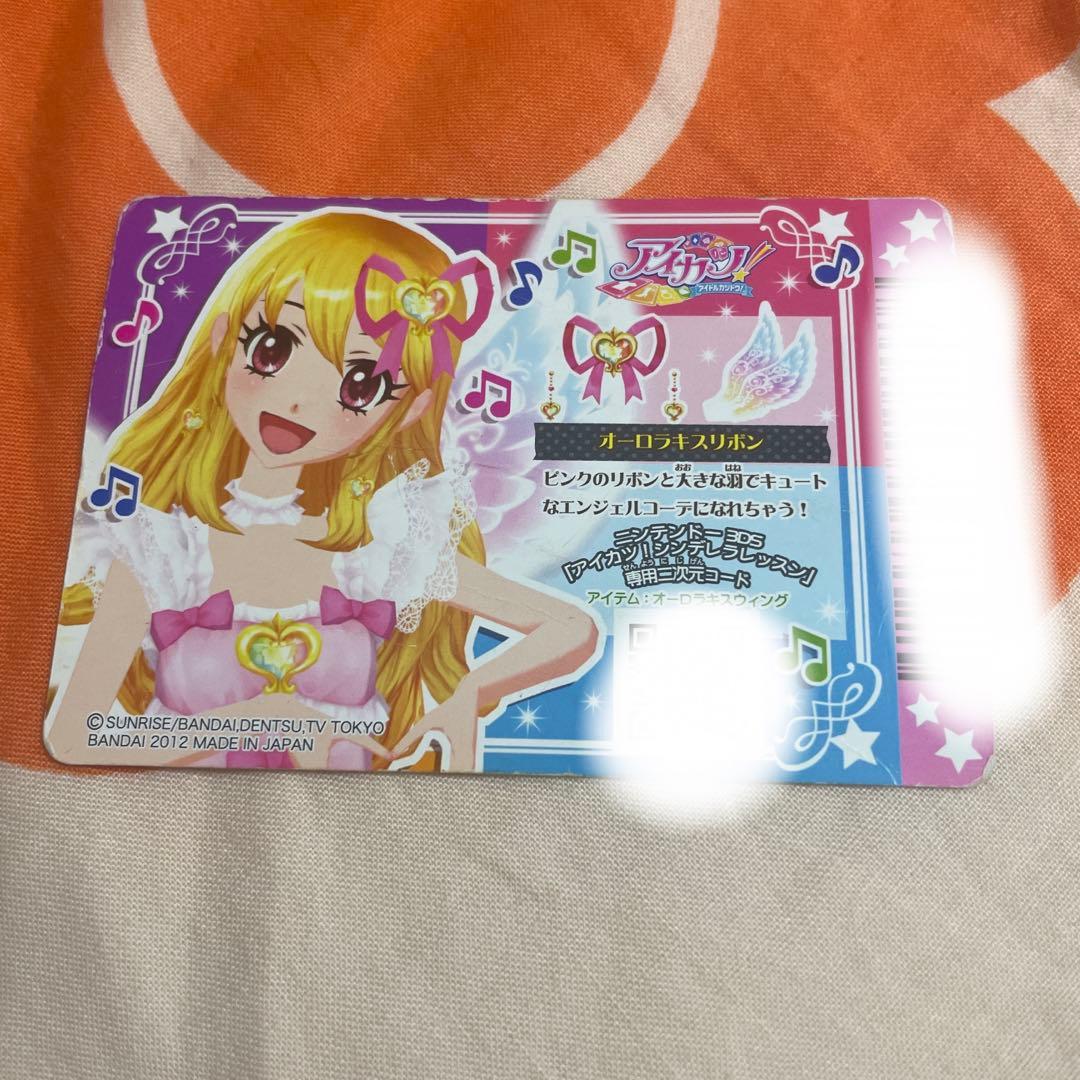 アイカツ!
アイドルカツドウ!
オーロラキスリボン
ピンクのリボンと大きな羽でキュート
なエンジェルコーデになれちゃう!
ニンテンドー3DS
「アイカツ!シンデレラレッスン」
専用二次元コード
アイテム:オーロラキスウィング
©SUNRISE/BANDAI,DENTSU,TV TOKYO
BANDAI 2012 MADE IN JAPAN